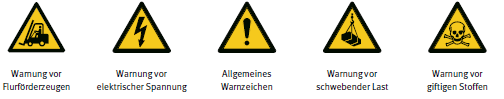 Warnung vor
Flurförderzeugen
Warnung vor
elektrischer Spannung
Allgemeines
Warnzeichen
Warnung vor
schwebender Last
Warnung vor
giftigen Stoffen